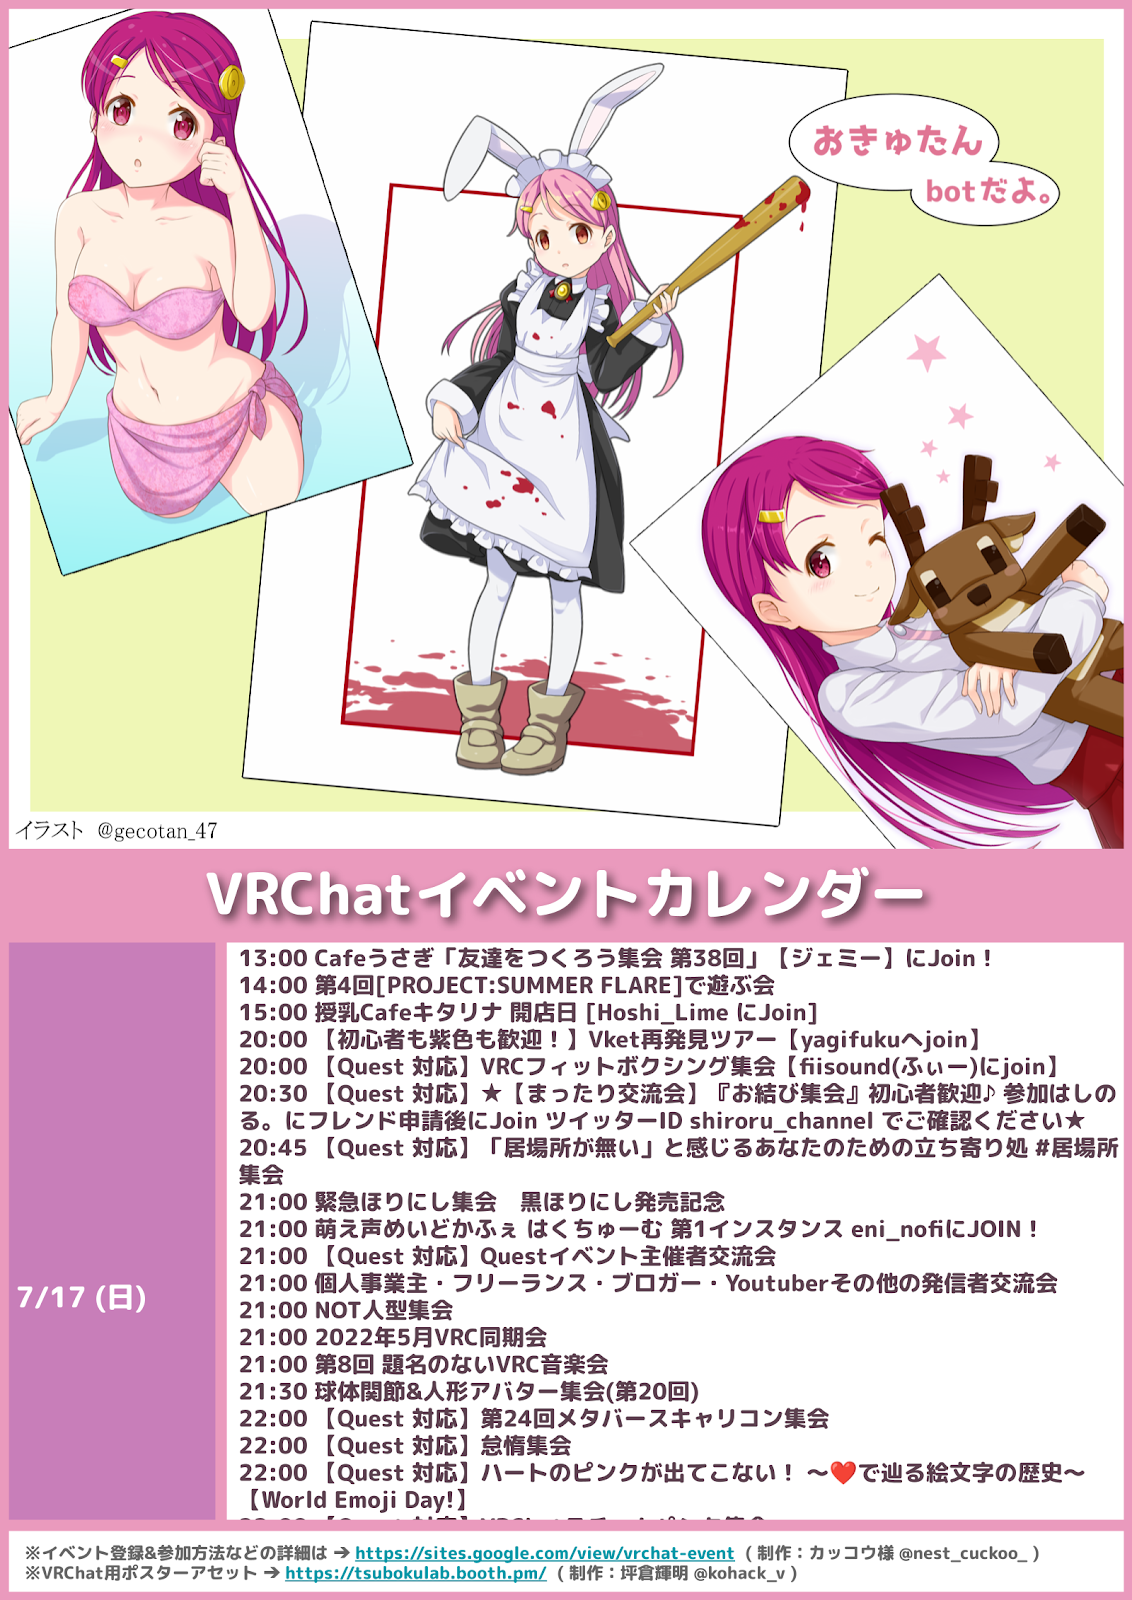 おきゅたん
botだよ。
イラスト @gecotan_47
VRChatイベントカレンダー
7/17 (日)
13:00 Cafeうさぎ「友達をつくろう集会 第38回」【ジェミー】にJoin！
14:00 第4回[PROJECT:SUMMER FLARE]で遊ぶ会
15:00 授乳Cafeキタリナ 開店日 [Hoshi_Lime にJoin]
20:00 【初心者も紫色も歓迎！】Vket再発見ツアー【yagifukuへjoin】
20:00 【Quest 対応】VRCフィットボクシング集会【fiisound(ふぃー)にjoin】
20:30 【Quest 対応】★【まったり交流会】『お結び集会』初心者歓迎♪ 参加はしの
る。にフレンド申請後にJoin ツイッターID shiroru_channel でご確認ください★
20:45 【Quest 対応】「居場所が無い」と感じるあなたのための立ち寄り処 #居場所
集会
21:00 緊急ほりにし集会　黒ほりにし発売記念
21:00 萌え声めいどかふぇ はくちゅーむ 第1インスタンス eni_nofiにJOIN！
21:00 【Quest 対応】Questイベント主催者交流会
21:00 個人事業主・フリーランス・ブロガー・Youtuberその他の発信者交流会
21:00 NOT人型集会
21:00 2022年5月VRC同期会
21:00 第8回 題名のないVRC音楽会
21:30 球体関節&人形アバター集会(第20回)
22:00 【Quest 対応】第24回メタバースキャリコン集会
22:00 【Quest 対応】怠惰集会
22:00 【Quest 対応】ハートのピンクが出てこない！ ～❤️で辿る絵文字の歴史～
【World Emoji Day!】
※イベント登録&参加方法などの詳細は ➔ https://sites.google.com/view/vrchat-event ( 制作：カッコウ様 @nest_cuckoo_ )
※VRChat用ポスターアセット ➔ https://tsubokulab.booth.pm/ ( 制作：坪倉輝明 @kohack_v )